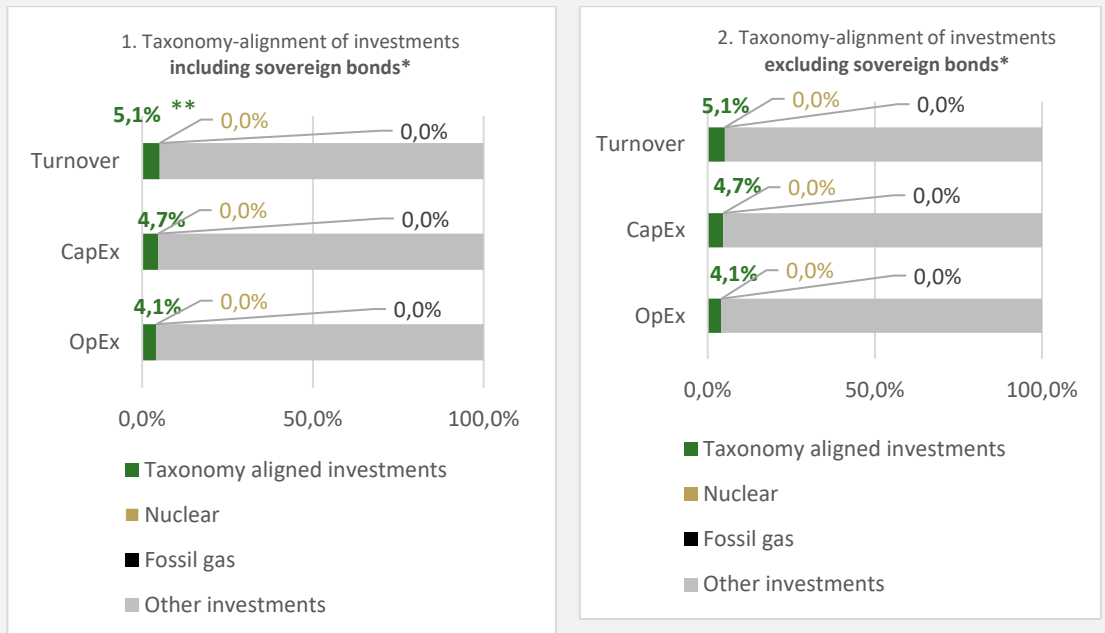 1. Taxonomy-alignment of investments
including sovereign bonds*
5,1% **
0,0%
0,0%
Turnover
4,7%
0,0%
0,0%
CapEx
4,1%
0,0%
0,0%
OpEx
0,0%
50,0%
100,0%
Taxonomy aligned investments
Nuclear
Fossil gas
Other investments
2. Taxonomy-alignment of investments
excluding sovereign bonds*
5,1%
0,0%
0,0%
Turnover
4,7%
0,0%
0,0%
CapEx
4,1%
0,0%
0,0%
OpEx
0,0%
50,0%
100,0%
Taxonomy aligned investments
Nuclear
Fossil gas
Other investments